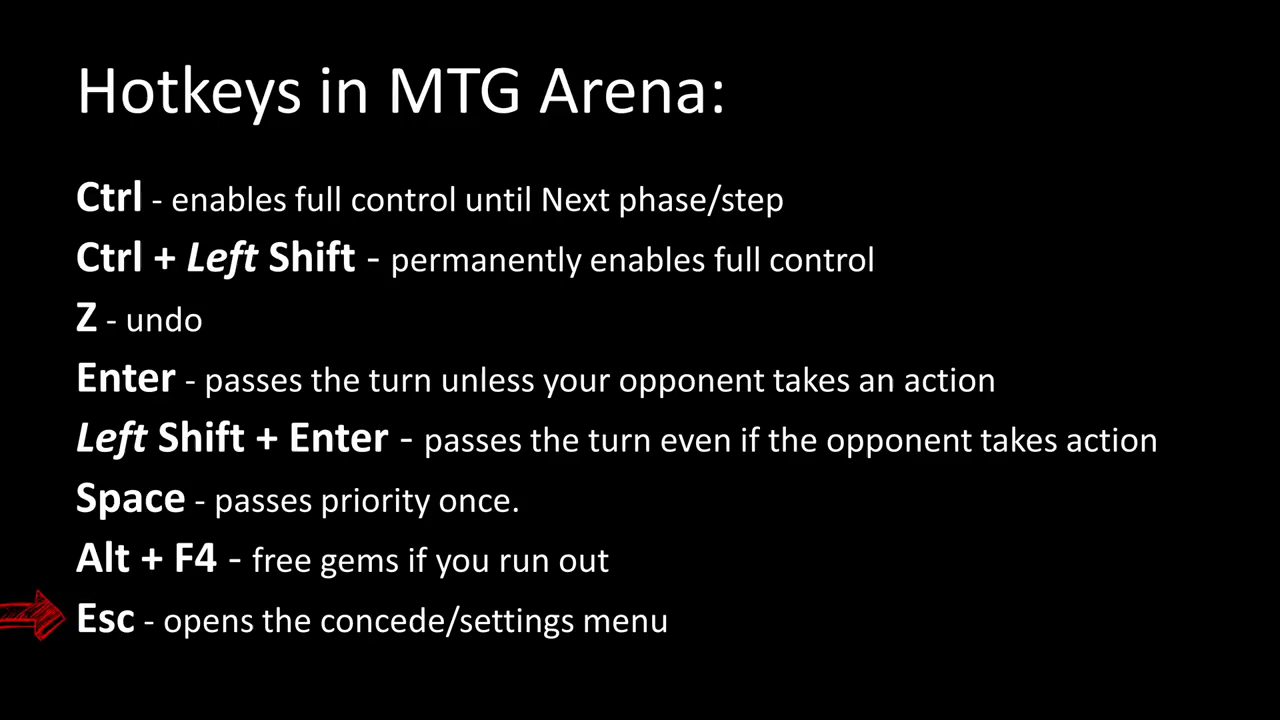 Hotkeys in MTG Arena:
Ctrl - enables full control until Next phase/step
Ctrl + Left Shift - permanently enables full control
Z - undo
Enter - passes the turn unless your opponent takes an action
Left Shift + Enter - passes the turn even if the opponent takes action
Space - passes priority once.
Alt + F4 - free gems if you run out
Esc - opens the concede/settings menu